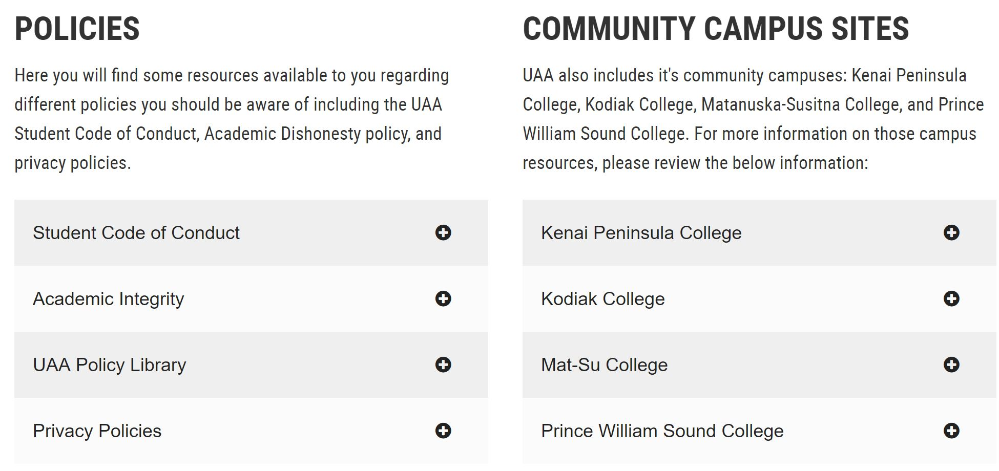 POLICIES
Here you will find some resources available to you regarding
different policies you should be aware of including the UAA
Student Code of Conduct, Academic Dishonesty policy, and
privacy policies.
Student Code of Conduct
Academic Integrity
UAA Policy Library
Privacy Policies
COMMUNITY CAMPUS SITES
UAA also includes it's community campuses: Kenai Peninsula
College, Kodiak College, Matanuska-Susitna College, and Prince
William Sound College. For more information on those campus
resources, please review the below information:
Kenai Peninsula College
Kodiak College
Mat-Su College
Prince William Sound College